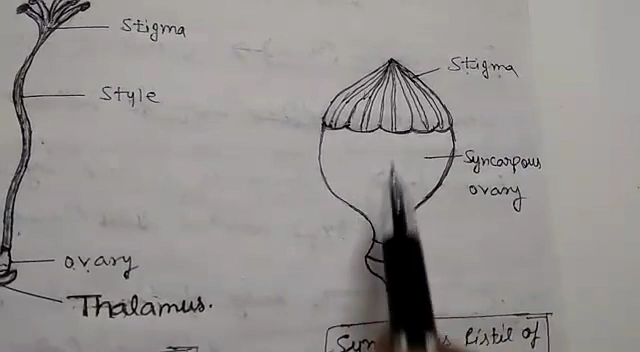 Stigma
Style
ovary
Thalamus.
Stigma
Syncarpous
ovary
Pistil of